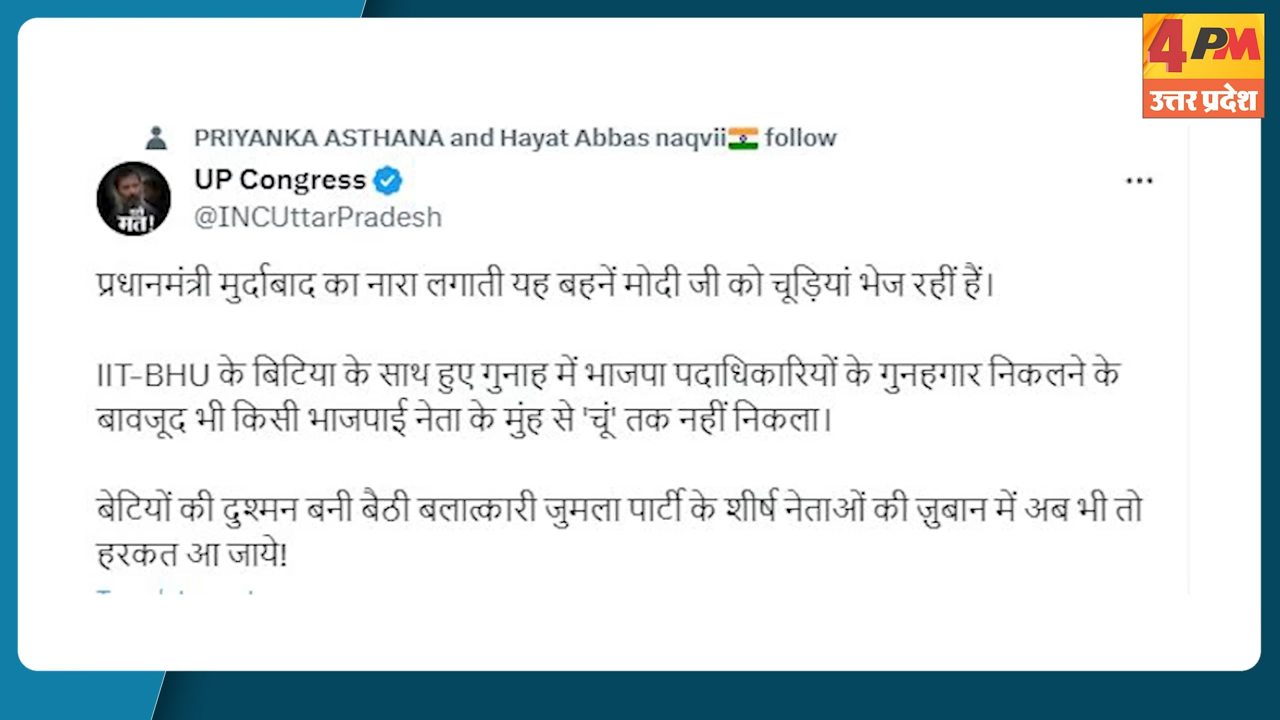 4PM
उत्तर प्रदेश
PRIYANKA ASTHANA and Hayat Abbas naqvii🇮🇳 follow
UP Congress
@INCUttarPradesh
मत!
प्रधानमंत्री मुर्दाबाद का नारा लगाती यह बहनें मोदी जी को चूड़ियां भेज रहीं हैं।
IIT-BHU के बिटिया के साथ हुए गुनाह में भाजपा पदाधिकारियों के गुनहगार निकलने के
बावजूद भी किसी भाजपाई नेता के मुंह से 'चूं' तक नहीं निकला।
बेटियों की दुश्मन बनी बैठी बलात्कारी जुमला पार्टी के शीर्ष नेताओं की ज़ुबान में अब भी तो
हरकत आ जाये!